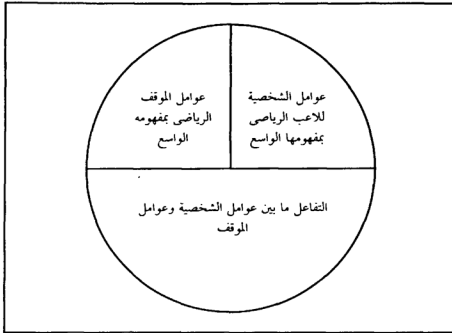 عوامل الشخصية
للاعب الرياضى
بمفهومها الواسع
عوامل الموقف
الرياضى بمفهومه
الواسع
التفاعل ما بين عوامل الشخصية وعوامل
الموقف